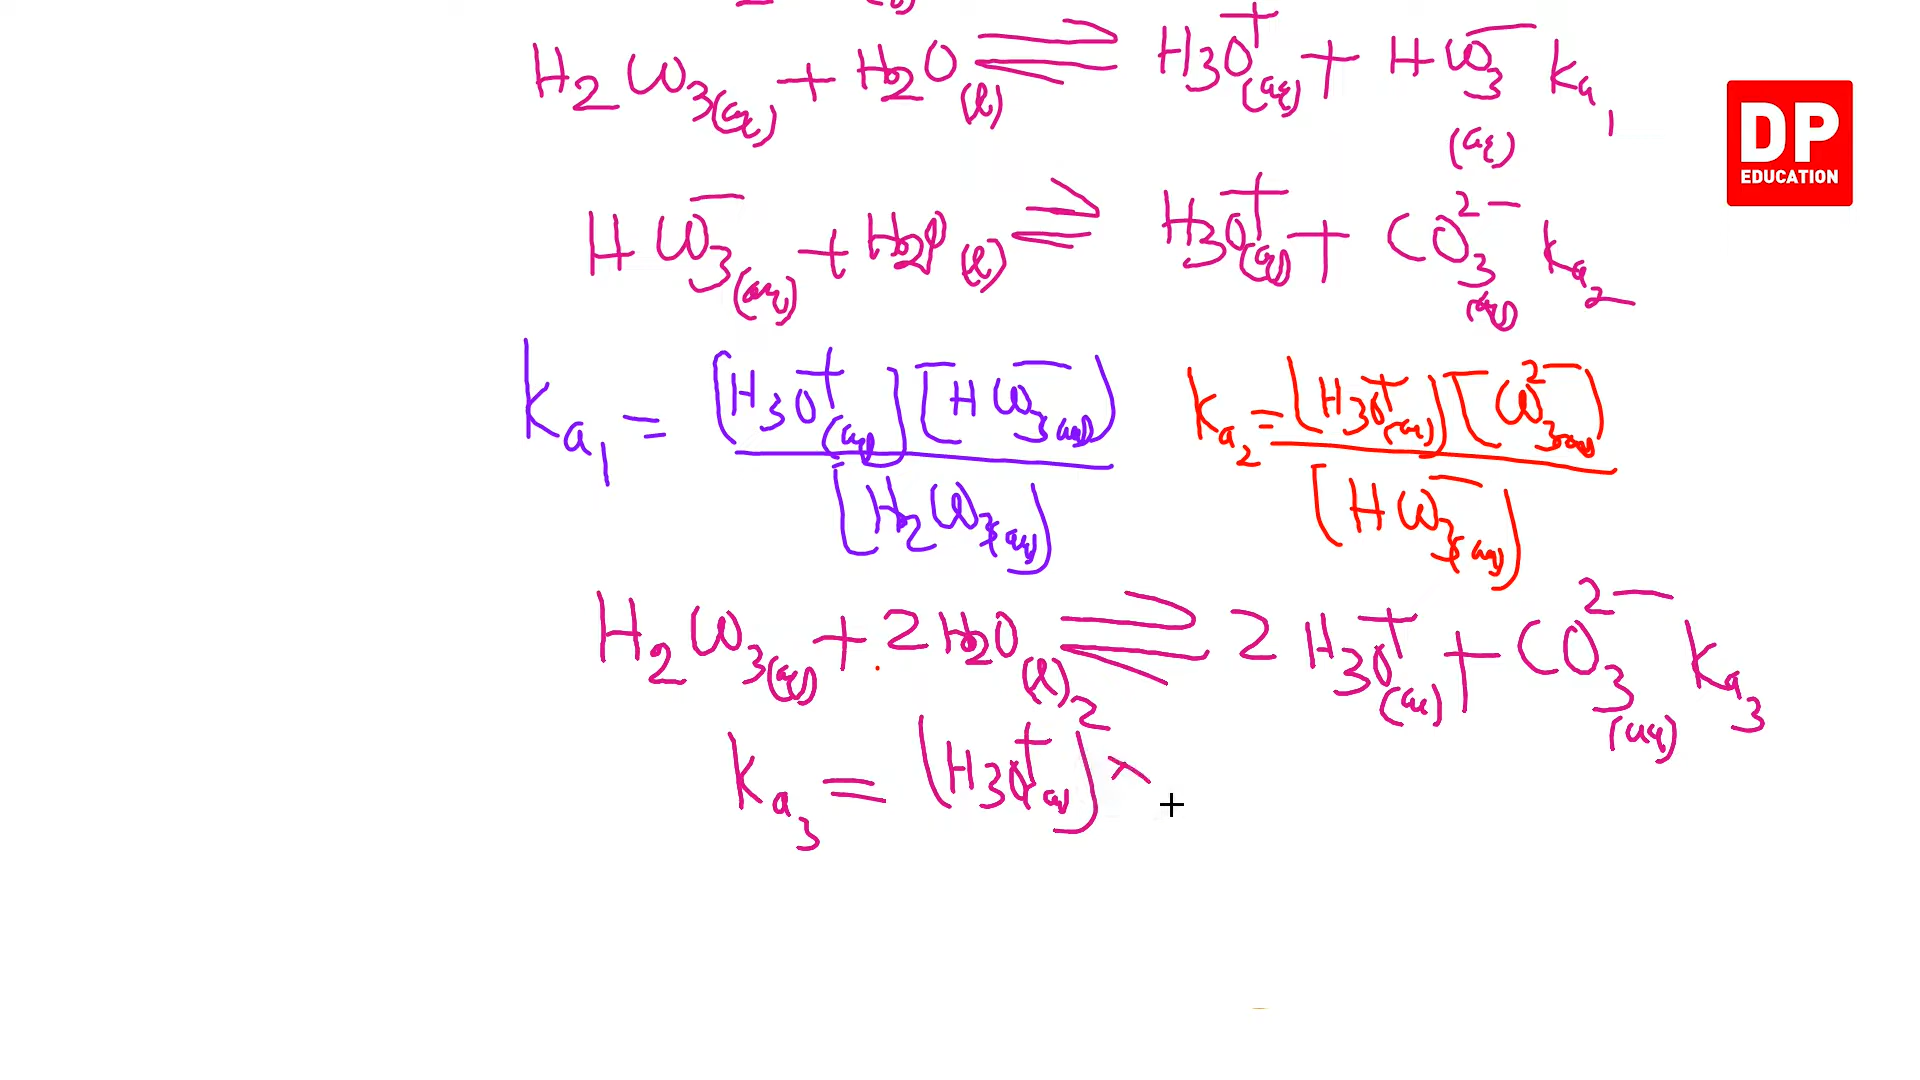 H2CO3(aq) + H2O(l) ⇌ H3O+(aq) + HCO3-(aq) Ka1
DP
EDUCATION
HCO3-(aq) + H2O(l) ⇌ H3O+(aq) + CO3^2-(aq) Ka2
Ka1 = [H3O+(aq)][HCO3-(aq)] / [H2CO3(aq)] Ka2 = [H3O+(aq)][CO3^2-(aq)] / [HCO3-(aq)]
H2CO3(aq) + 2H2O(l) ⇌ 2H3O+(aq) + CO3^2-(aq) Ka3
Ka3 = [H3O+(aq)]^2